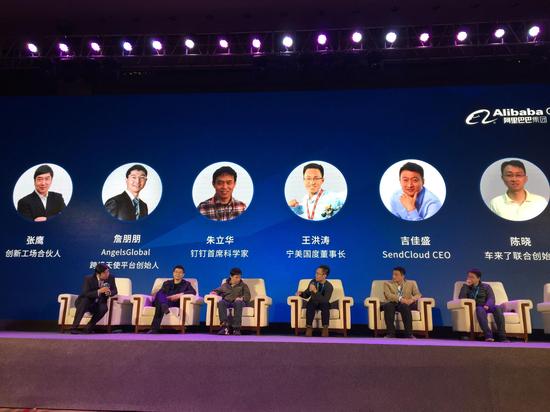 Alibaba G
阿里巴巴集团
张鹰
创新工场合伙人
詹朋朋
AngelsGlobal
跨境天使平台创始人
朱立华
钉钉首席科学家
王洪涛
宁美国度董事长
吉佳盛
SendCloud CEO
陈晓
车来了联合创始